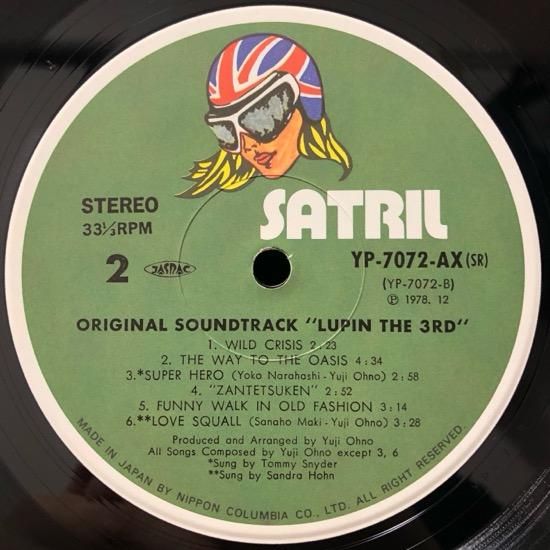 SATRIL
STEREO
33⅓RPM
2
JASRAC
YP-7072-AX(SR)
(YP-7072-B)
Ⓟ 1978. 12
ORIGINAL SOUNDTRACK "LUPIN THE 3RD"
1. WILD CRISIS 2:23
2. THE WAY TO THE OASIS 4:34
3.*SUPER HERO (Yoko Narahashi-Yuji Ohno) 2:58
4. "ZANTETSUKEN" 2:52
5. FUNNY WALK IN OLD FASHION 3:14
6.**LOVE SQUALL (Sanaho Maki-Yuji Ohno) 3:28
Produced and Arranged by Yuji Ohno
All Songs Composed by Yuji Ohno except 3, 6
*Sung by Tommy Snyder
**Sung by Sandra Hohn
MADE IN JAPAN BY NIPPON COLUMBIA CO., LTD. ALL RIGHT RESERVED.